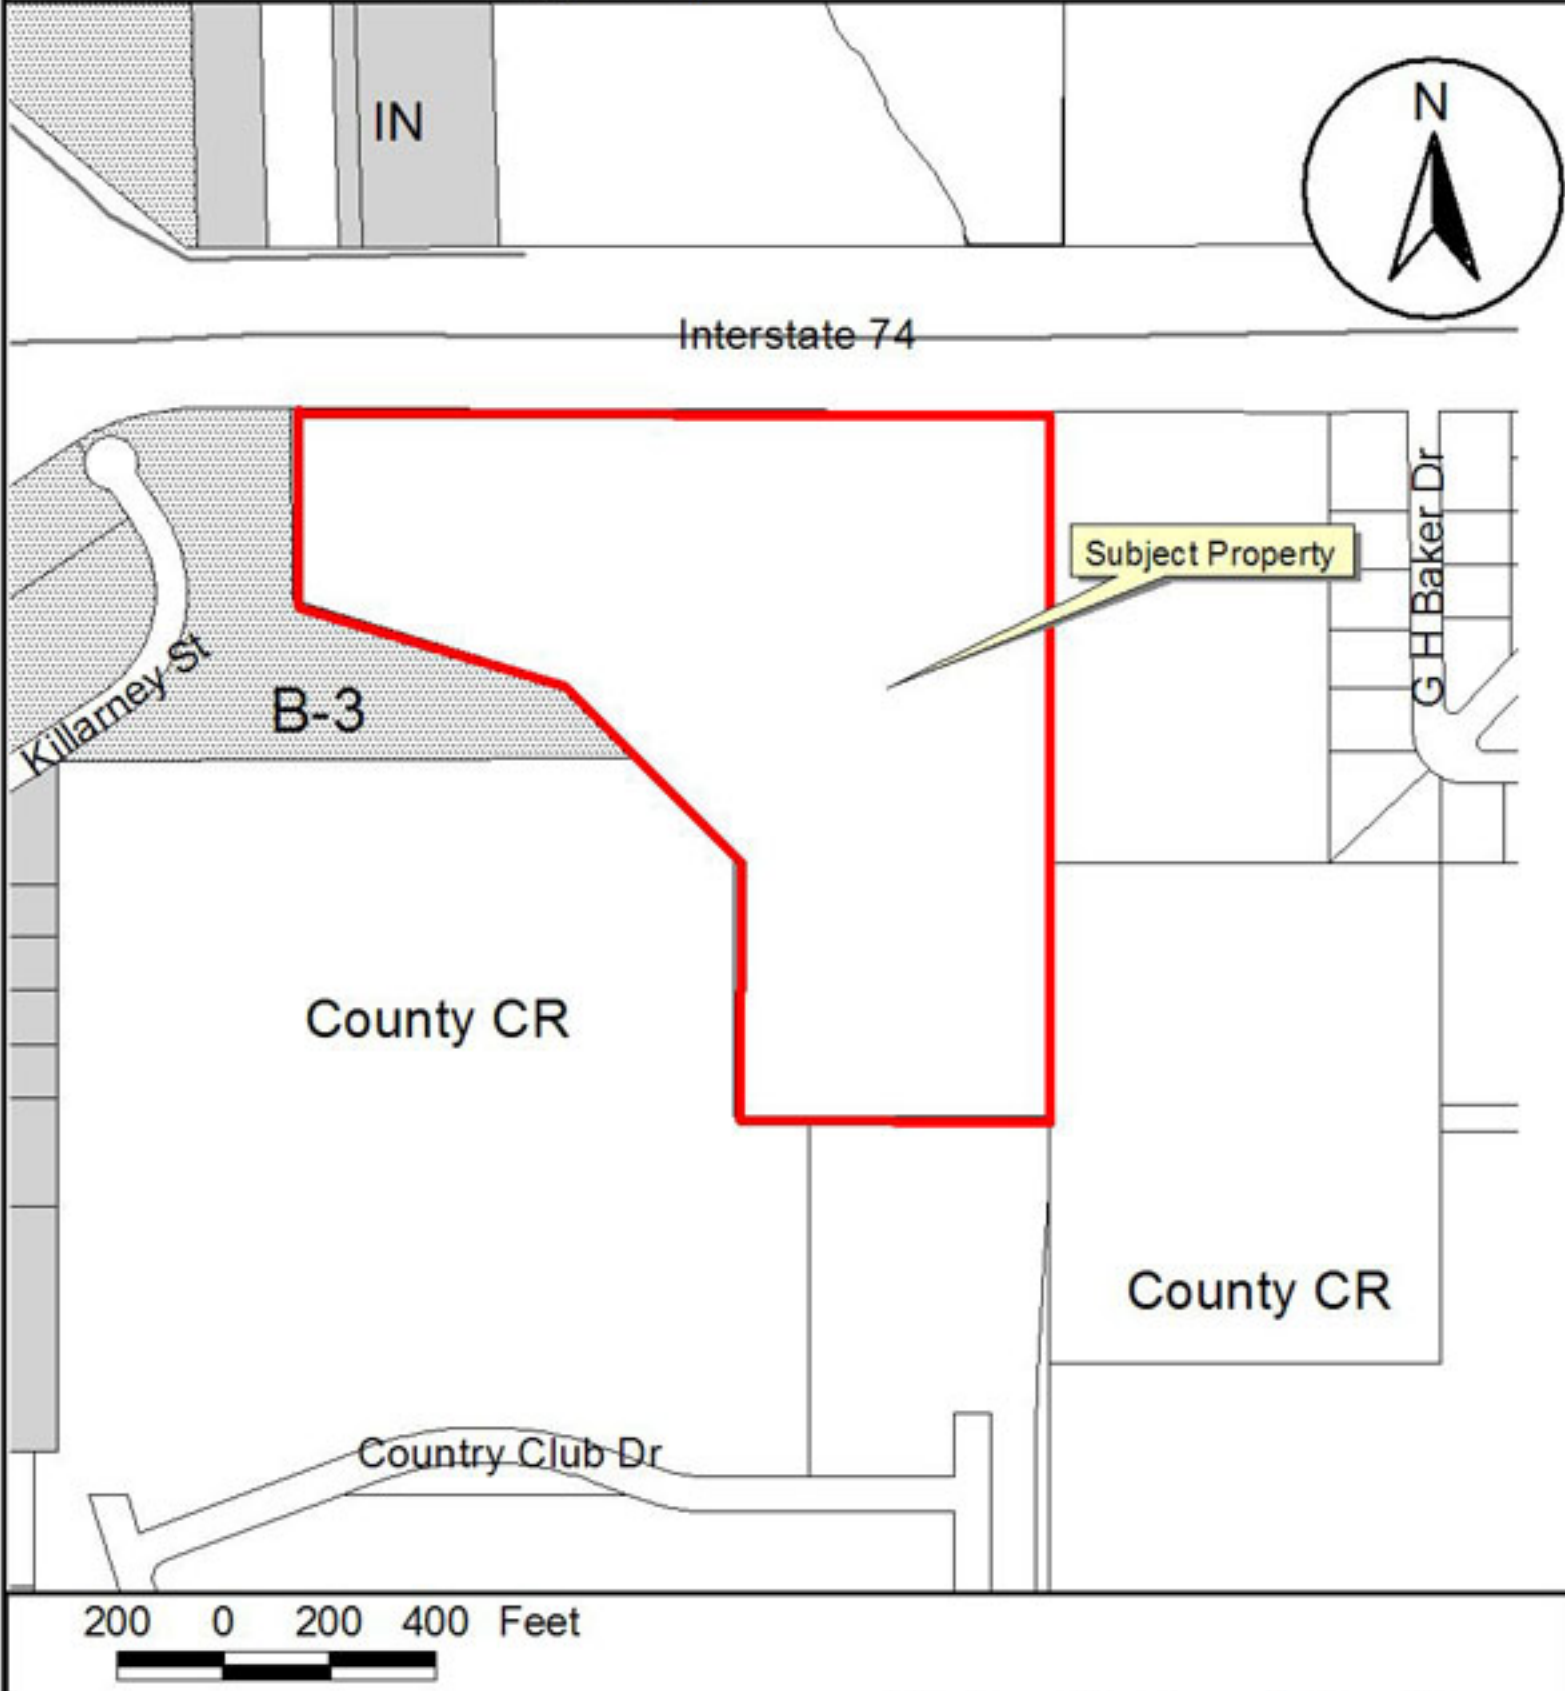 IN
N
Interstate 74
G H Baker Dr
Subject Property
Killarney St
B-3
County CR
County CR
Country Club Dr
200 0 200 400 Feet